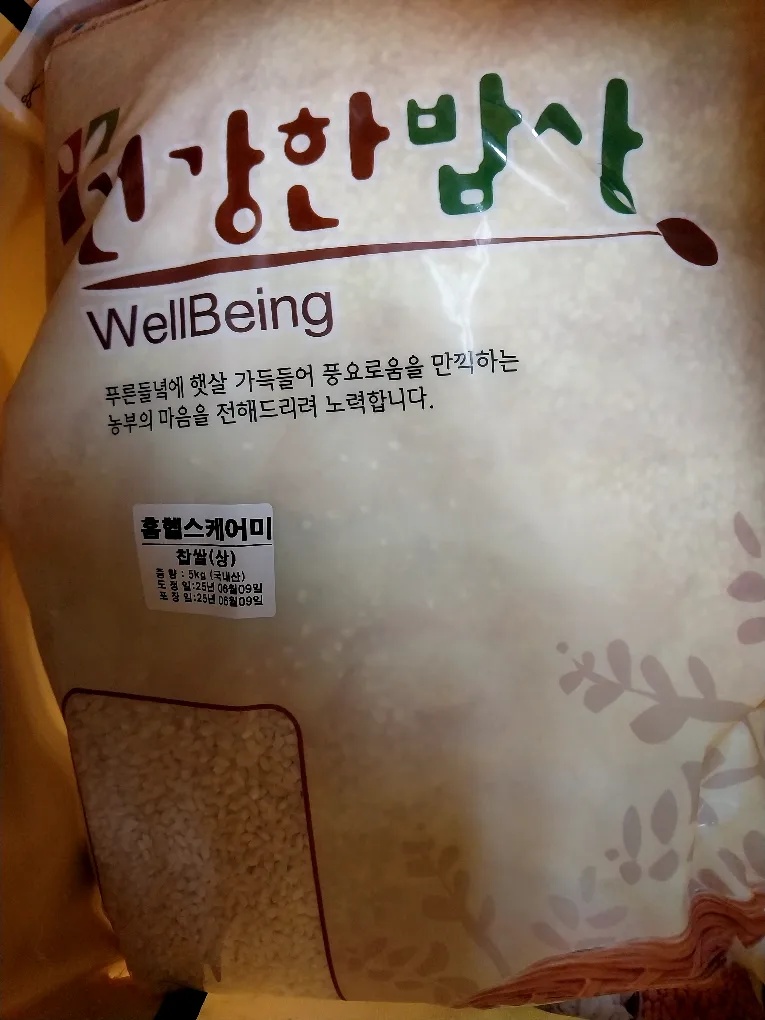 건강한밥상
WellBeing
푸른들녘에 햇살 가득들어 풍요로움을 만끽하는
농부의 마음을 전해드리려 노력합니다.
홈헬스케어미
찹쌀(상)
중 량 : 5kg (국내산)
도 정 일:25년 06월09일
포 장 일:25년 06월09일